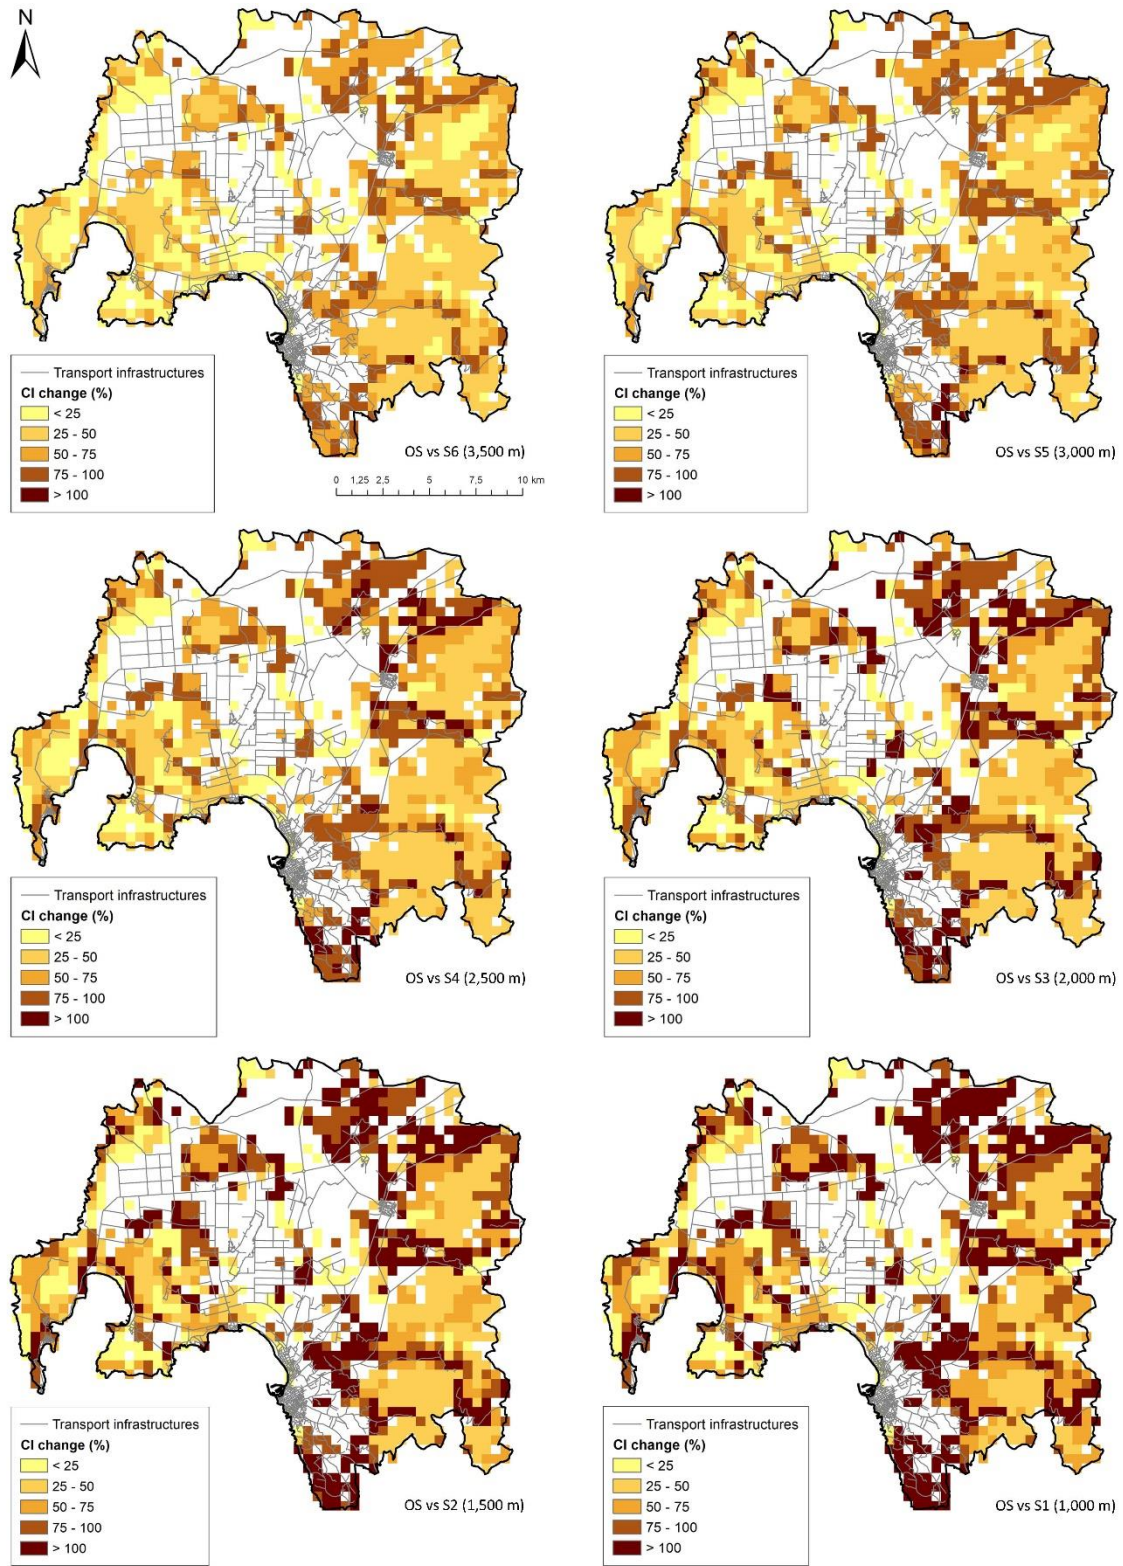 N
Transport infrastructures
CI change (%)
< 25
25 - 50
50 - 75
75 - 100
> 100
OS vs S6 (3,500 m)
0 1,25 2,5 5 7,5 10 km
Transport infrastructures
CI change (%)
< 25
25 - 50
50 - 75
75 - 100
> 100
OS vs S5 (3,000 m)
Transport infrastructures
CI change (%)
< 25
25 - 50
50 - 75
75 - 100
> 100
OS vs S4 (2,500 m)
Transport infrastructures
CI change (%)
< 25
25 - 50
50 - 75
75 - 100
> 100
OS vs S3 (2,000 m)
Transport infrastructures
CI change (%)
< 25
25 - 50
50 - 75
75 - 100
> 100
OS vs S2 (1,500 m)
Transport infrastructures
CI change (%)
< 25
25 - 50
50 - 75
75 - 100
> 100
OS vs S1 (1,000 m)